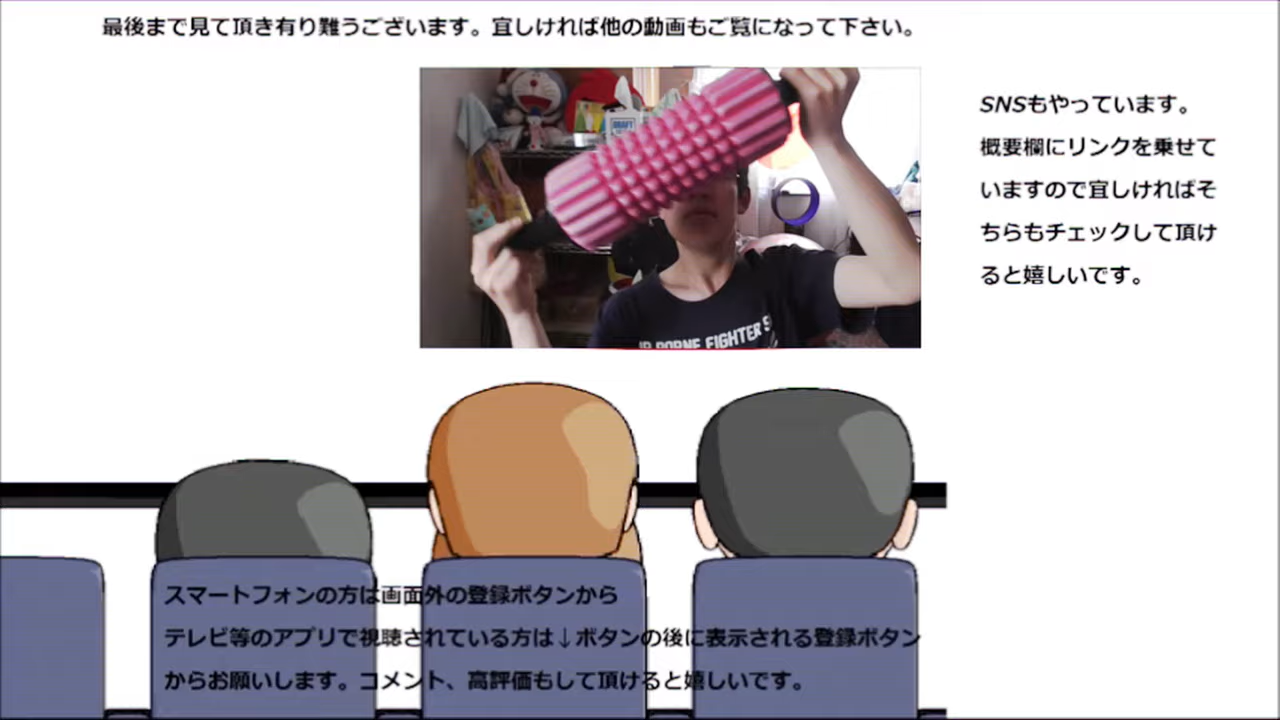 最後まで見て頂き有り難うございます。宜しければ他の動画もご覧になって下さい。
SNSもやっています。
概要欄にリンクを乗せて
いますので宜しければそ
ちらもチェックして頂け
ると嬉しいです。
BORNE FIGHTER
スマートフォンの方は画面外の登録ボタンから
テレビ等のアプリで視聴されている方は↓ボタンの後に表示される登録ボタン
からお願いします。コメント、高評価もして頂けると嬉しいです。